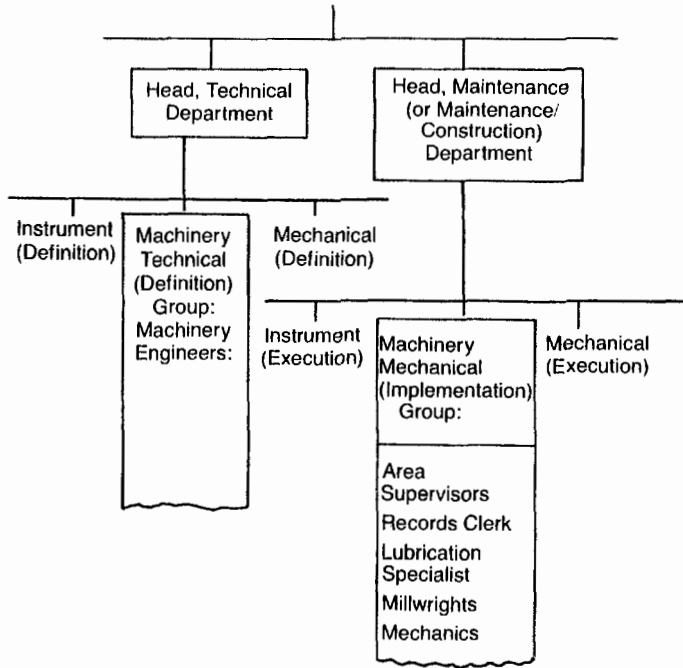 Head, Technical
Department
Head, Maintenance
(or Maintenance/
Construction)
Department
Instrument
(Definition)
Machinery
Technical
(Definition)
Group:
Machinery
Engineers:
Mechanical
(Definition)
Instrument
(Execution)
Machinery
Mechanical
(Implementation)
Group:
Mechanical
(Execution)
Area
Supervisors
Records Clerk
Lubrication
Specialist
Millwrights
Mechanics